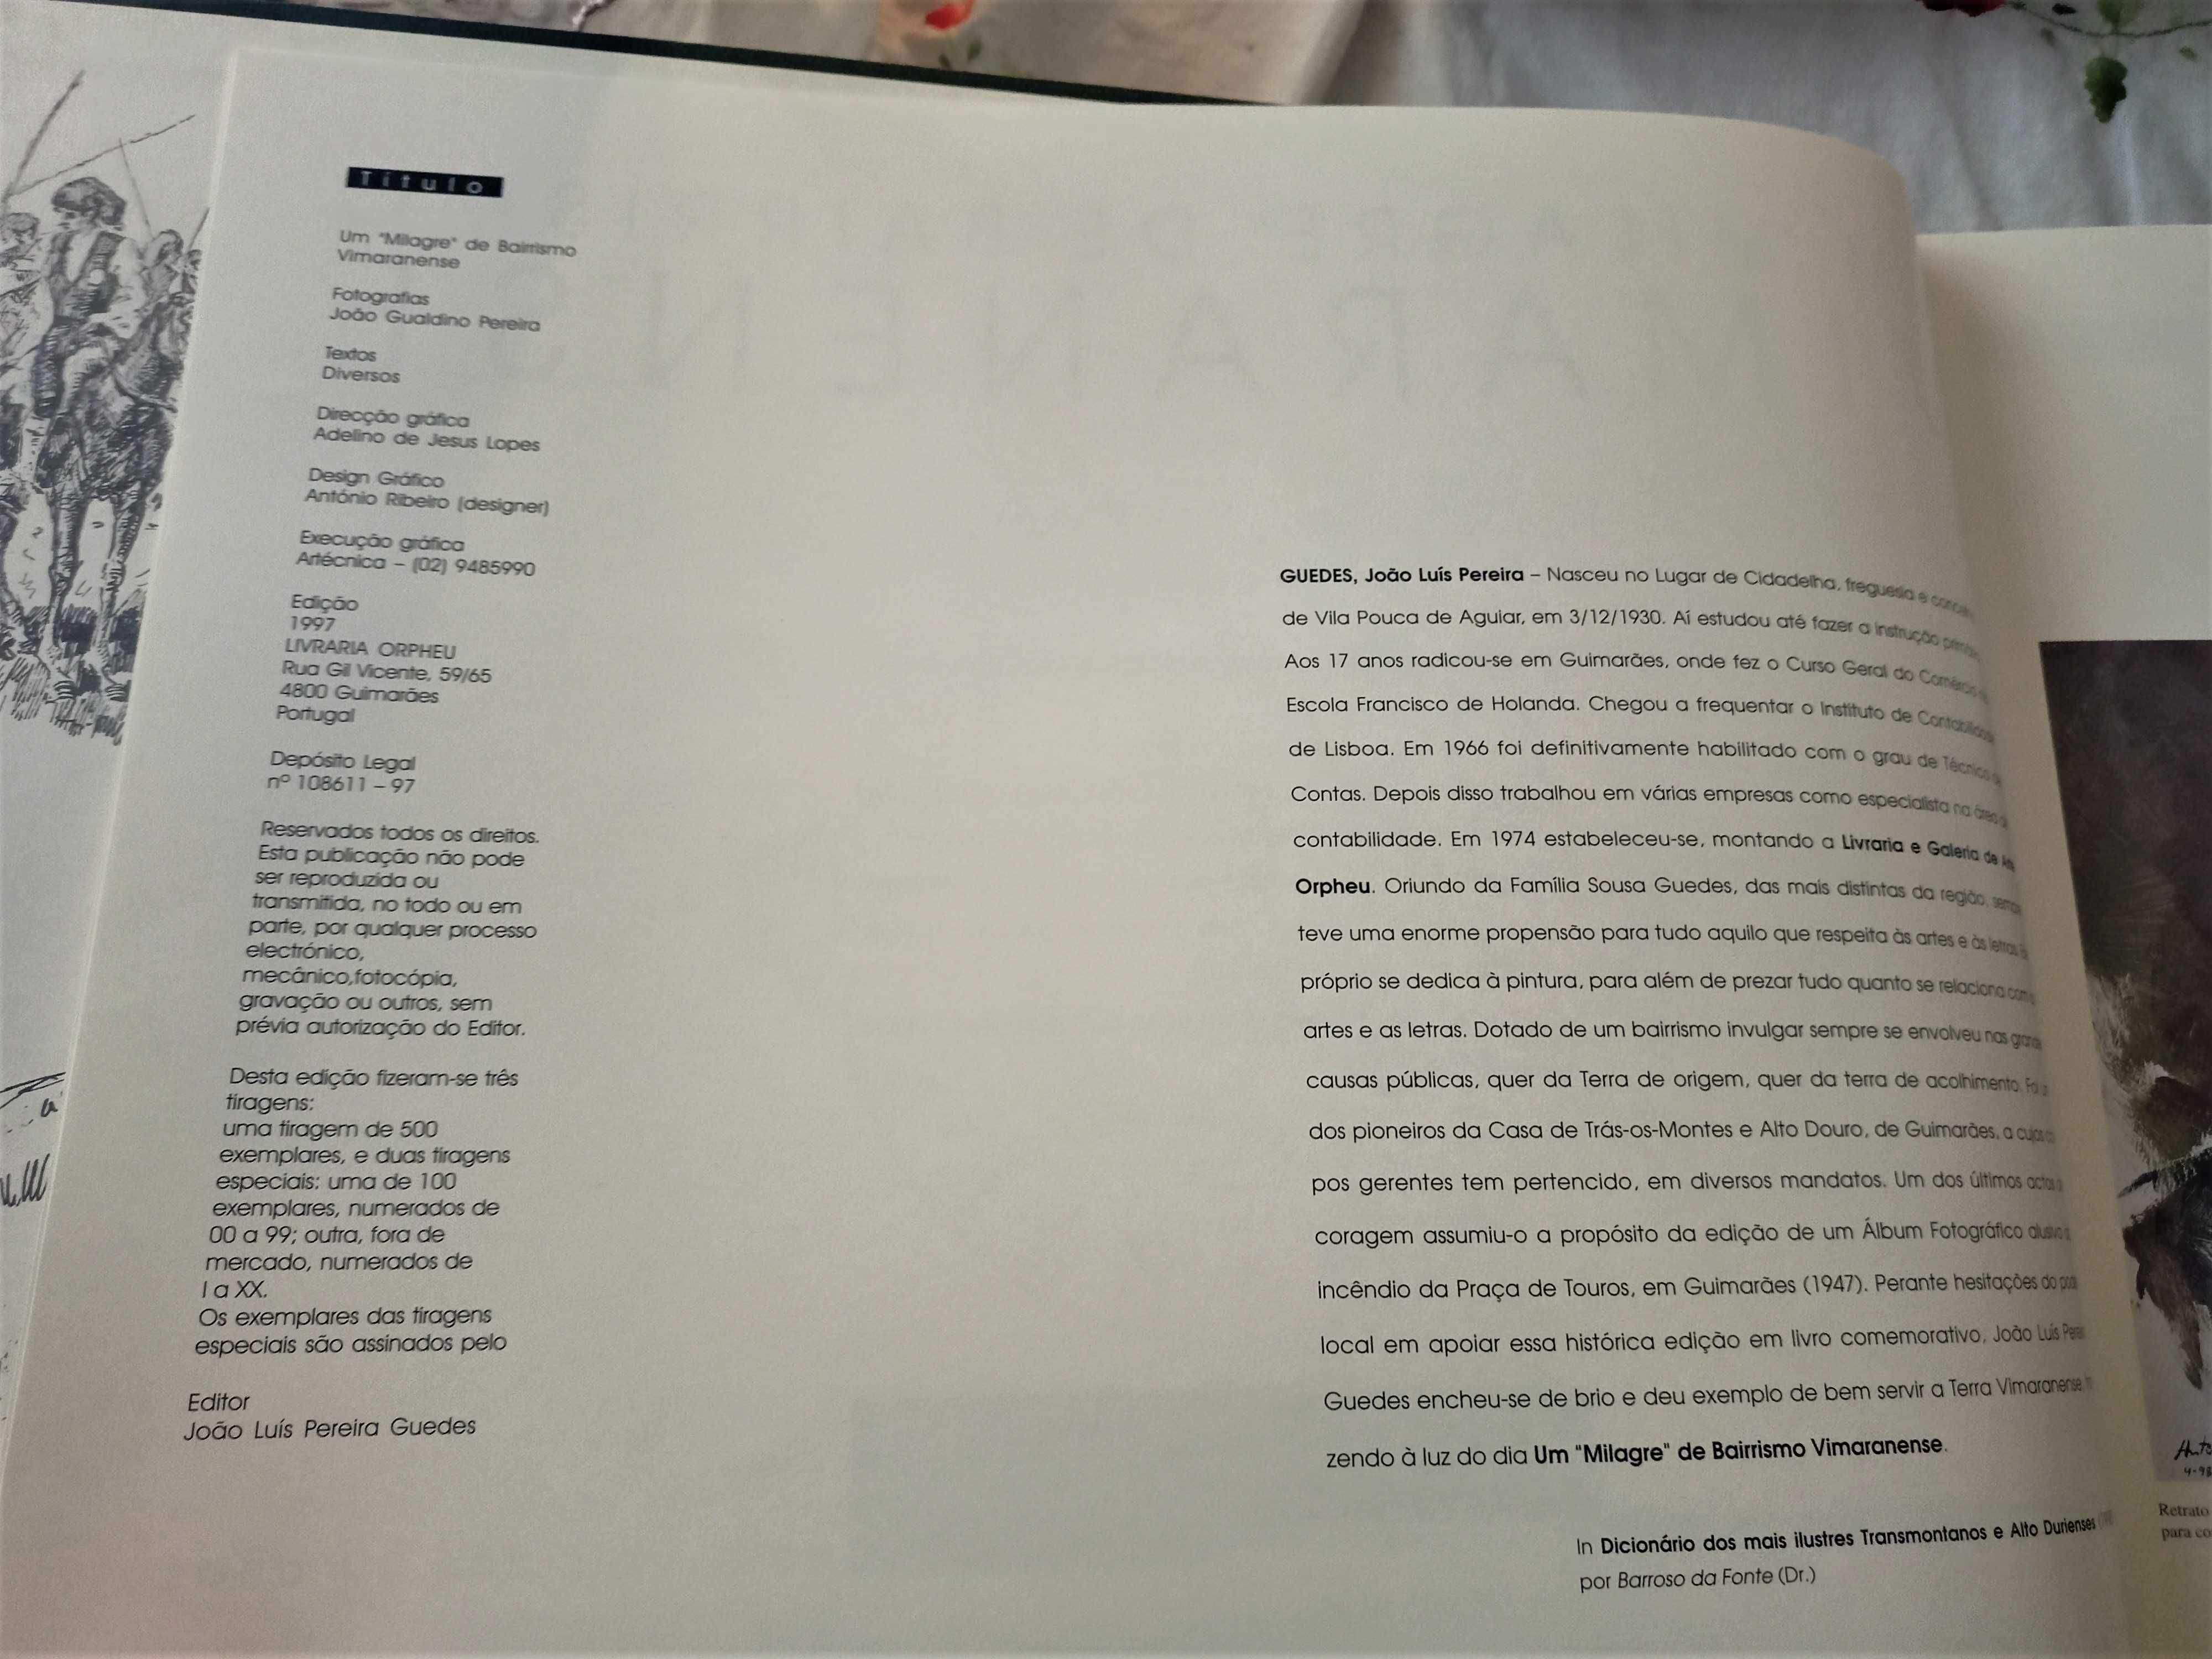 Título
Um "Milagre" de Bairrismo
Vimaranense
Fotografias
João Gualdino Pereira
Textos
Diversos
Direcção gráfica
Adelino de Jesus Lopes
Design Gráfico
António Ribeiro (designer)
Execução gráfica
Artécnica – (02) 9485990
Edição
1997
LIVRARIA ORPHEU
Rua Gil Vicente, 59/65
4800 Guimarães
Portugal
Depósito Legal
nº 108611 – 97
Reservados todos os direitos.
Esta publicação não pode
ser reproduzida ou
transmitida, no todo ou em
parte, por qualquer processo
electrónico,
mecânico,fotocópia,
gravação ou outros, sem
prévia autorização do Editor.
Desta edição fizeram-se três
tiragens:
uma tiragem de 500
exemplares, e duas tiragens
especiais: uma de 100
exemplares, numerados de
00 a 99; outra, fora de
mercado, numerados de
I a XX.
Os exemplares das tiragens
especiais são assinados pelo
Editor
João Luís Pereira Guedes
GUEDES, João Luís Pereira – Nasceu no Lugar de Cidadelha, freguesia e
de Vila Pouca de Aguiar, em 3/12/1930. Aí estudou até fazer a instrução
Aos 17 anos radicou-se em Guimarães, onde fez o Curso Geral do Comércio
Escola Francisco de Holanda. Chegou a frequentar o Instituto de
de Lisboa. Em 1966 foi definitivamente habilitado com o grau de Técnico
Contas. Depois disso trabalhou em várias empresas como especialista na área
contabilidade. Em 1974 estabeleceu-se, montando a Livraria e Galeria de
Orpheu. Oriundo da Família Sousa Guedes, das mais distintas da região,
teve uma enorme propensão para tudo aquilo que respeita às artes e às letras
próprio se dedica à pintura, para além de prezar tudo quanto se relaciona
artes e as letras. Dotado de um bairrismo invulgar sempre se envolveu nas
causas públicas, quer da Terra de origem, quer da terra de acolhimento.
dos pioneiros da Casa de Trás-os-Montes e Alto Douro, de Guimarães, a
pos gerentes tem pertencido, em diversos mandatos. Um dos últimos
coragem assumiu-o a propósito da edição de um Álbum Fotográfico
incêndio da Praça de Touros, em Guimarães (1947). Perante hesitações do
local em apoiar essa histórica edição em livro comemorativo, João Luís
Guedes encheu-se de brio e deu exemplo de bem servir a Terra Vimaranense
zendo à luz do dia Um "Milagre" de Bairrismo Vimaranense.
In Dicionário dos mais ilustres Transmontanos e Alto Durienses
por Barroso da Fonte (Dr.)
Retrato
para